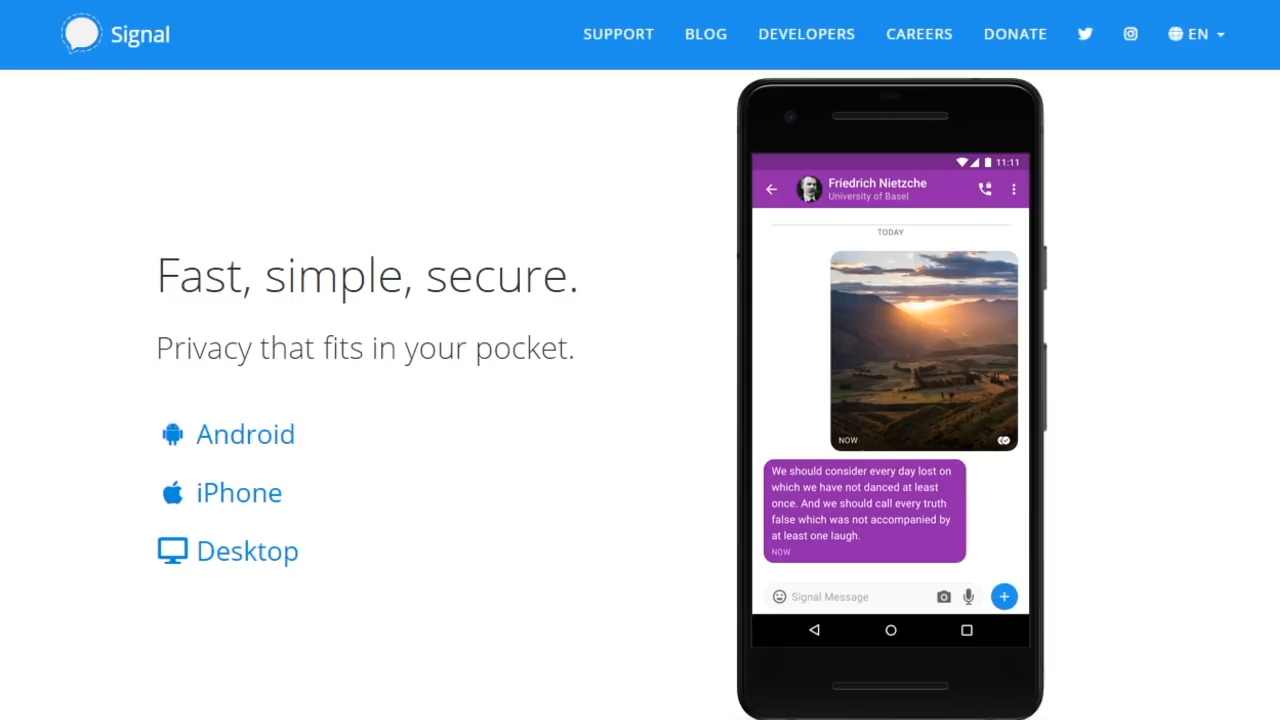 Signal
SUPPORT
BLOG
DEVELOPERS
CAREERS
DONATE
EN
Fast, simple, secure.
Privacy that fits in your pocket.
Android
iPhone
Desktop
11:11
Friedrich Nietzche
University of Basel
TODAY
NOW
We should consider every day lost on
which we have not danced at least
once. And we should call every truth
false which was not accompanied by
at least one laugh.
NOW
Signal Message